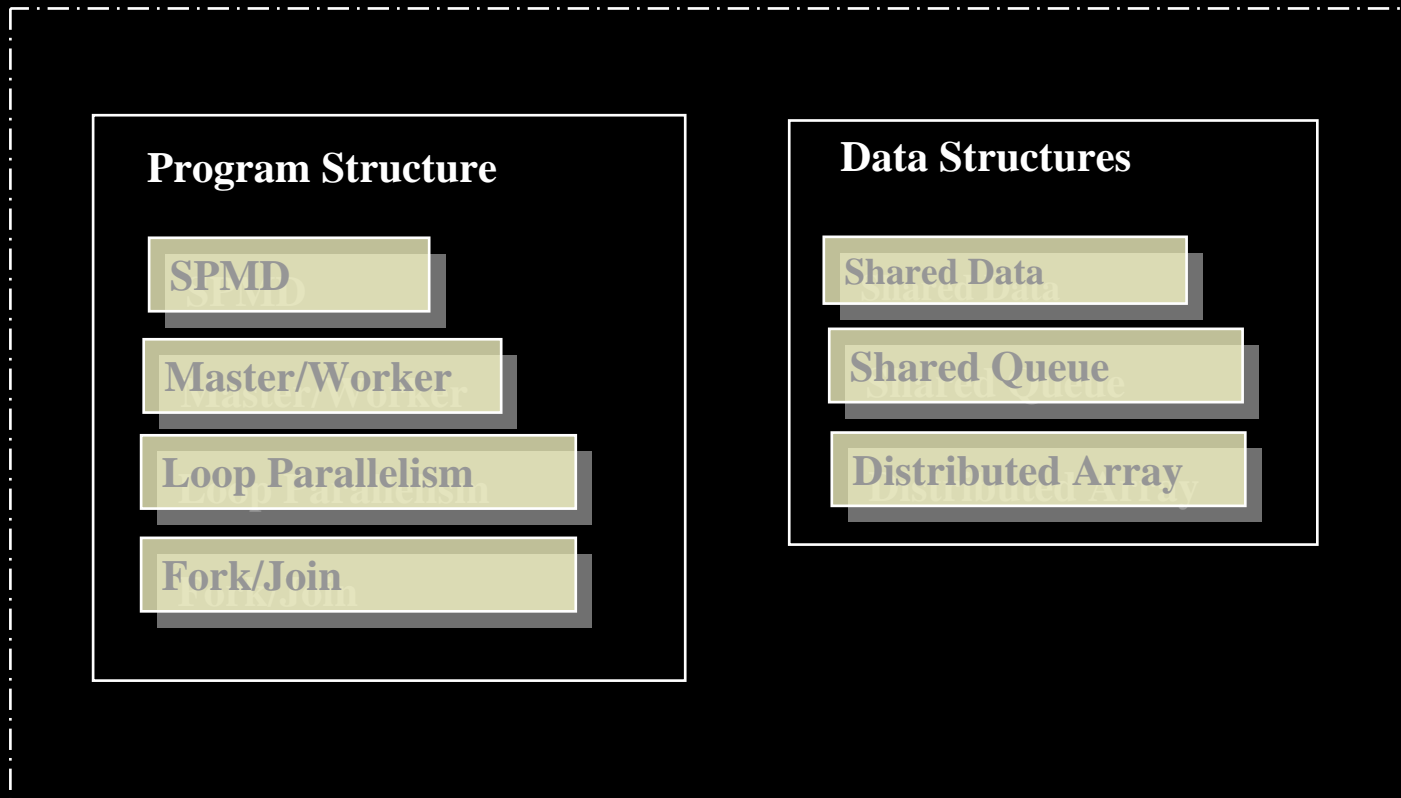 Program Structure
SPMD
Master/Worker
Loop Parallelism
Fork/Join
Data Structures
Shared Data
Shared Queue
Distributed Array